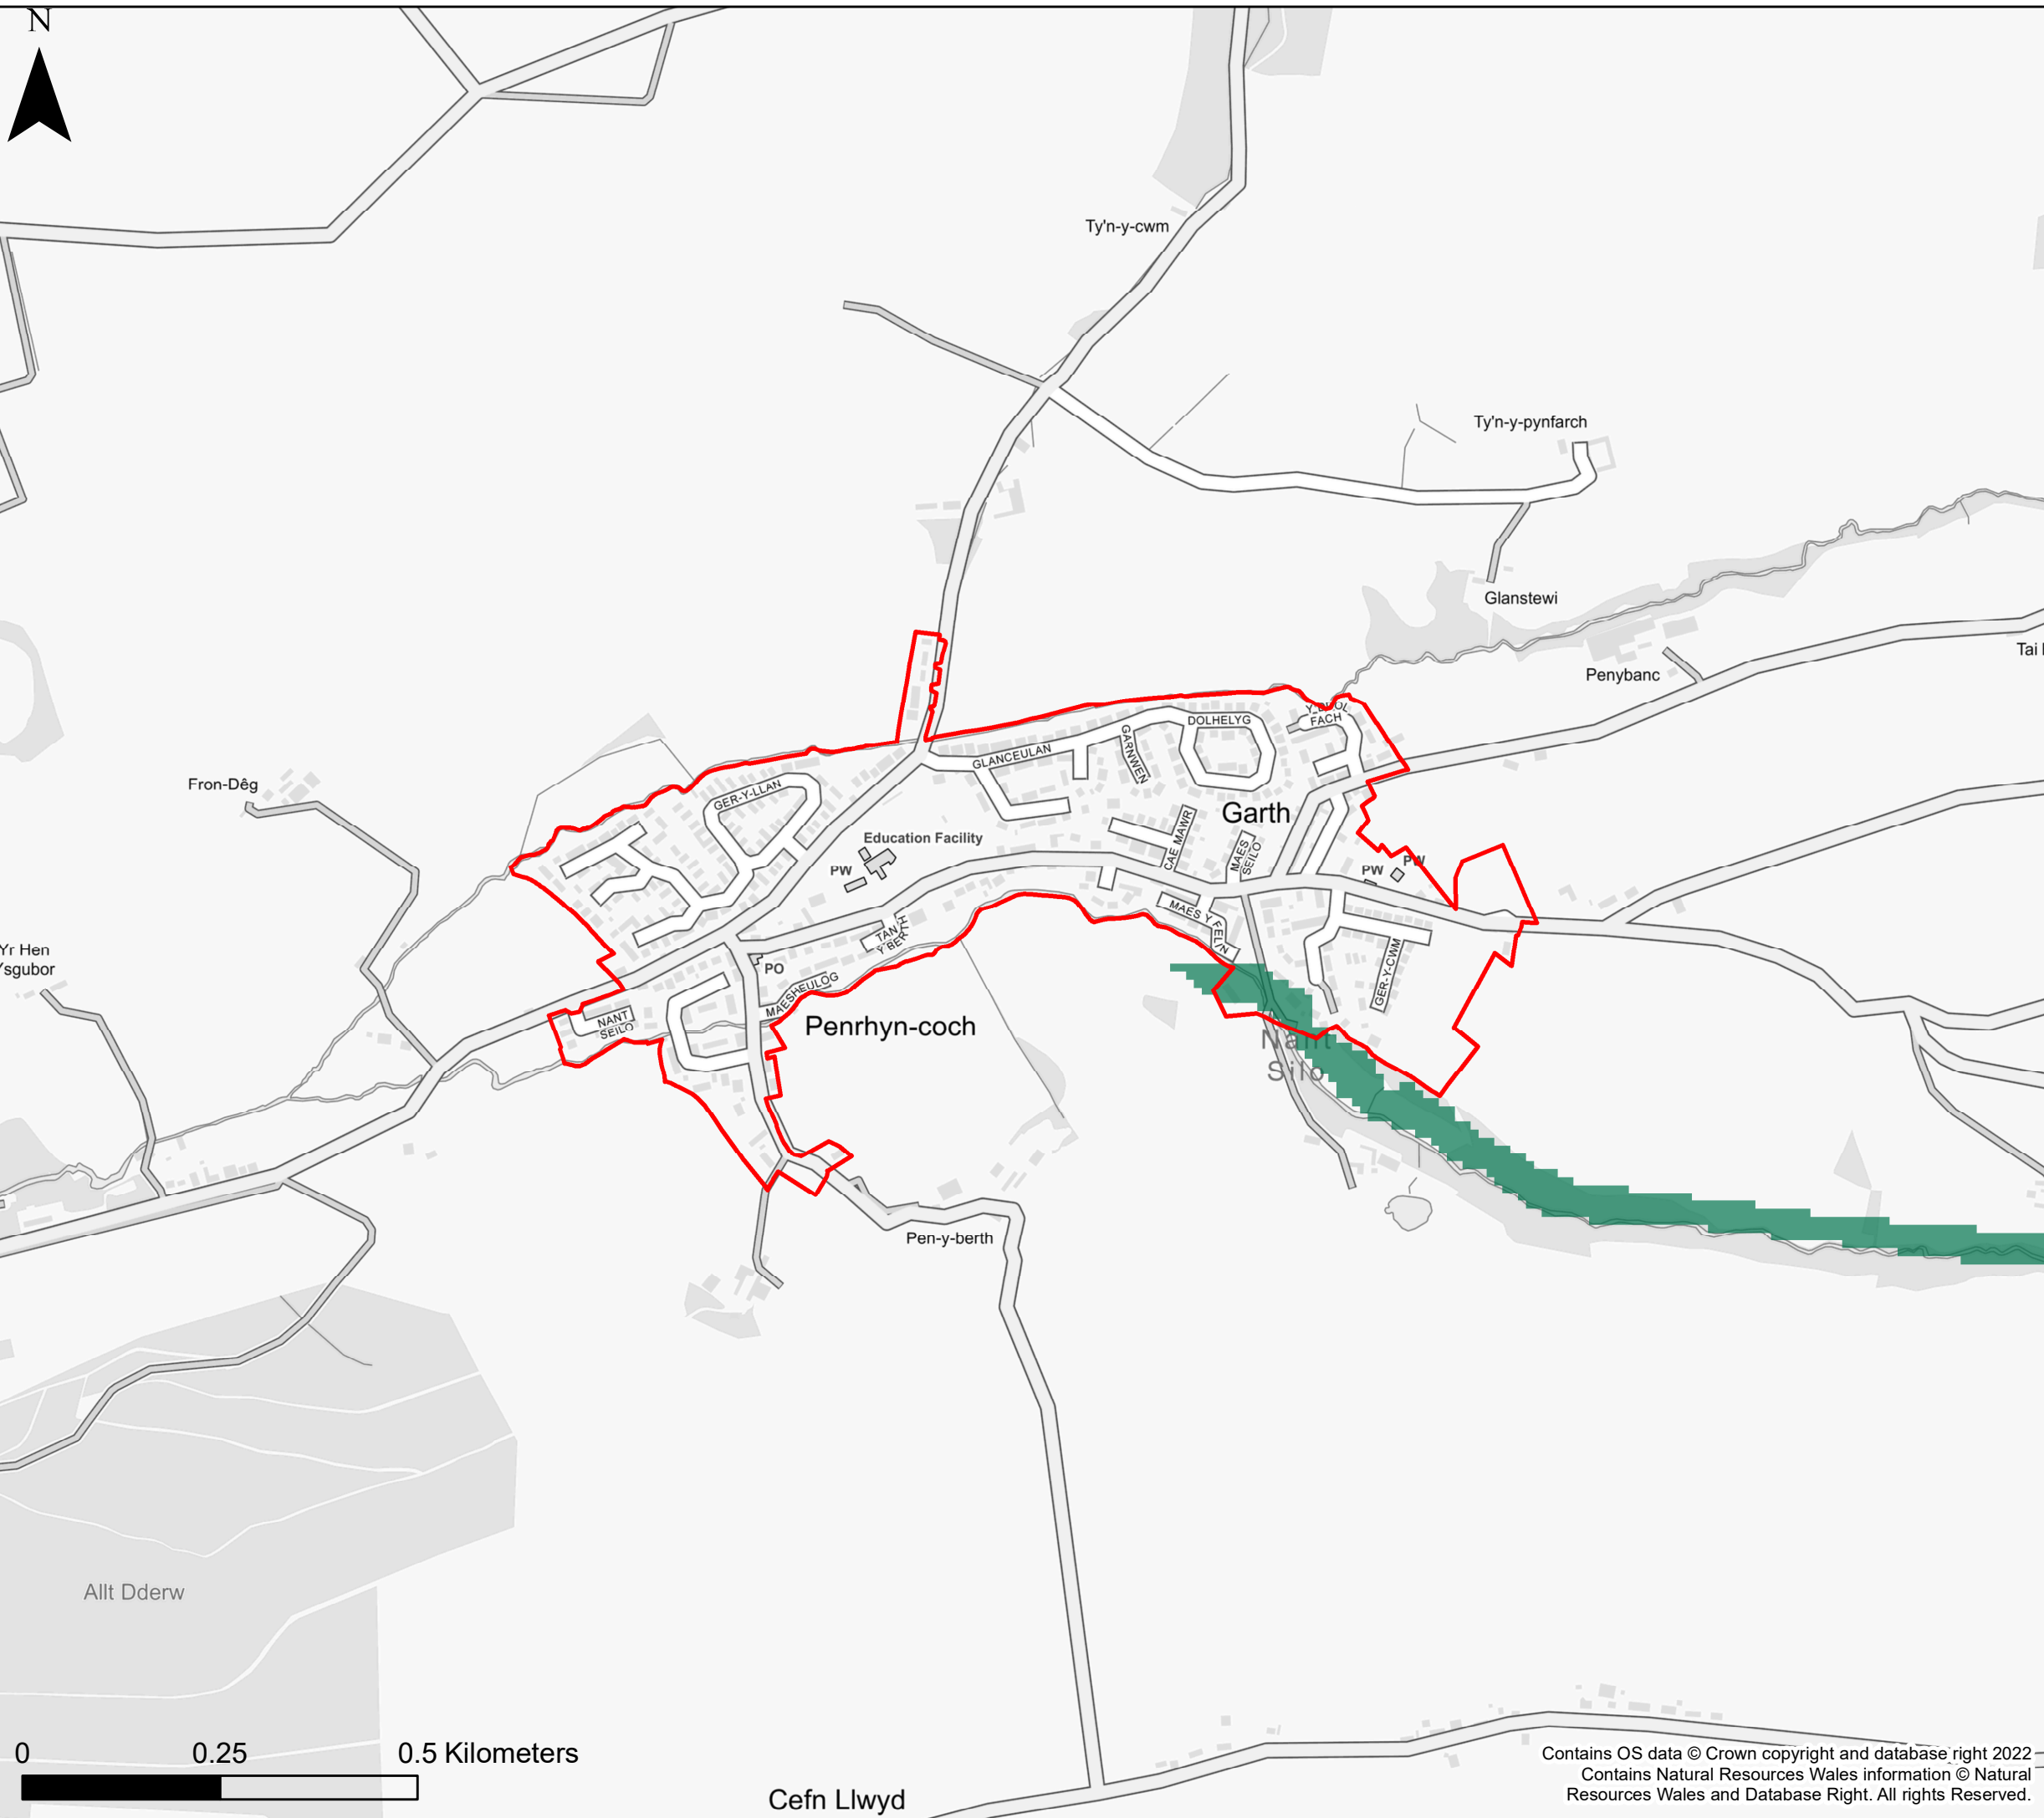 N
Ty'n-y-cwm
Ty'n-y-pynfarch
Glanstewi
Tai
Penybanc
Y DDOL
FACH
DOLHELYG
GARNWEN
GLANCEULAN
Fron-Dêg
GER-Y-LLAN
Garth
Education Facility
CAE MAWR
MAES
SEILO
PW
PW
PW
MAES Y FELIN
TAN
Y BERTH
Yr Hen
Ysgubor
PO
GER-Y-CWM
MAESHEULOG
NANT
SEILO
Penrhyn-coch
Nant
Silo
Pen-y-berth
Allt Dderw
0
0.25
0.5 Kilometers
Cefn Llwyd
Contains OS data © Crown copyright and database right 2022
Contains Natural Resources Wales information © Natural
Resources Wales and Database Right. All rights Reserved.